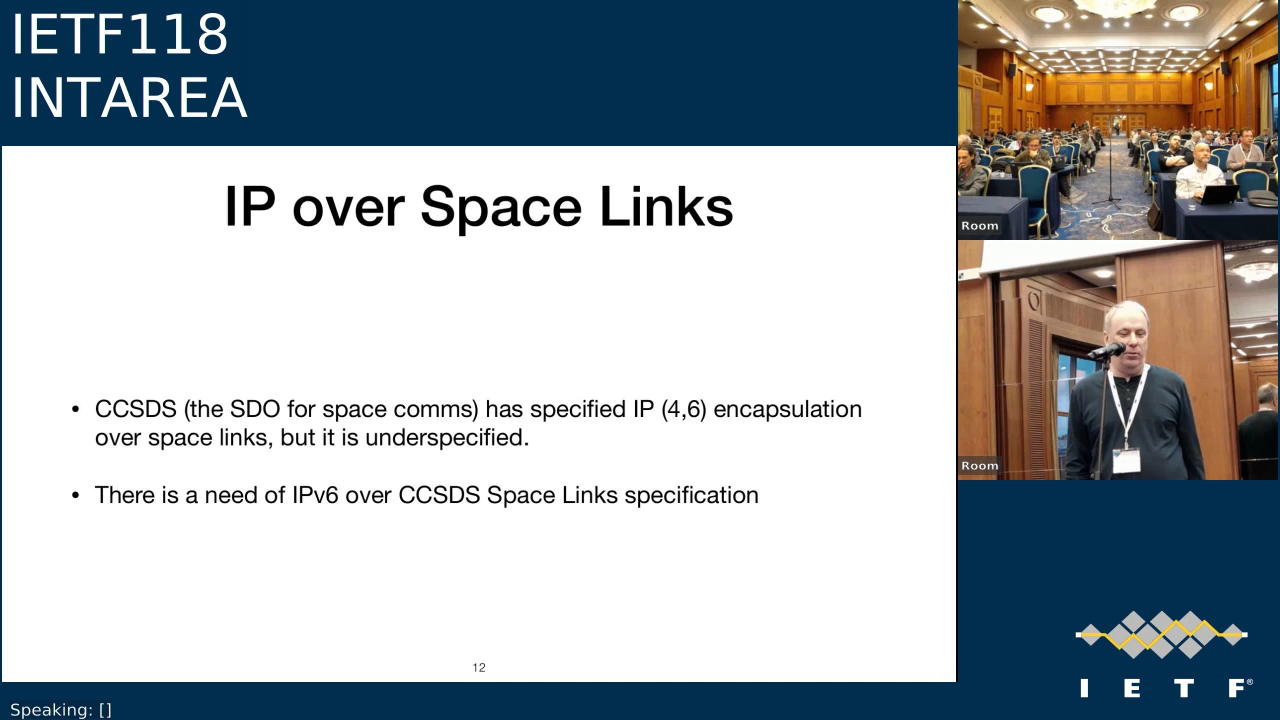 IETF118
INTAREA
IP over Space Links
• CCSDS (the SDO for space comms) has specified IP (4,6) encapsulation
over space links, but it is underspecified.
• There is a need of IPv6 over CCSDS Space Links specification
12
Room
Room
I E T F®
Speaking: []